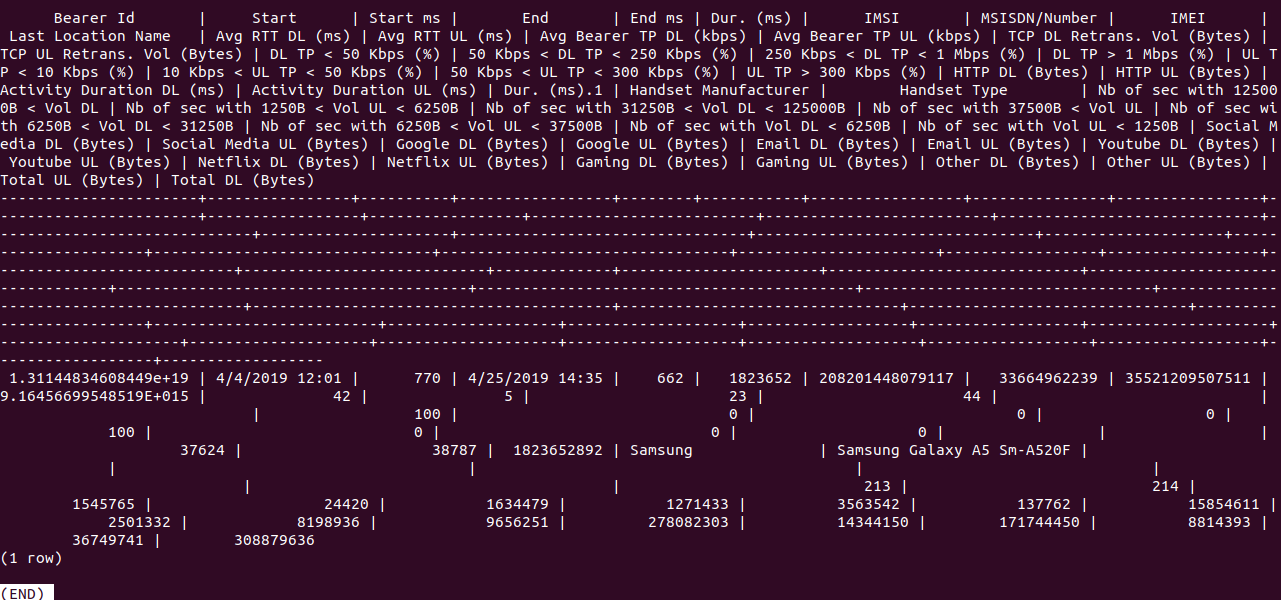 Bearer Id | Start | Start ms | End | End ms | Dur. (ms) | IMSI | MSISDN/Number | IMEI |
Last Location Name | Avg RTT DL (ms) | Avg RTT UL (ms) | Avg Bearer TP DL (kbps) | Avg Bearer TP UL (kbps) | TCP DL Retrans. Vol (Bytes) |
TCP UL Retrans. Vol (Bytes) | DL TP < 50 Kbps (%) | 50 Kbps < DL TP < 250 Kbps (%) | 250 Kbps < DL TP < 1 Mbps (%) | DL TP > 1 Mbps (%) | UL T
P < 10 Kbps (%) | 10 Kbps < UL TP < 50 Kbps (%) | 50 Kbps < UL TP < 300 Kbps (%) | UL TP > 300 Kbps (%) | HTTP DL (Bytes) | HTTP UL (Bytes) |
Activity Duration DL (ms) | Activity Duration UL (ms) | Dur. (ms).1 | Handset Manufacturer | Handset Type | Nb of sec with 12500
0B < Vol DL | Nb of sec with 1250B < Vol UL < 6250B | Nb of sec with 31250B < Vol DL < 125000B | Nb of sec with 37500B < Vol UL | Nb of sec wi
th 6250B < Vol DL < 31250B | Nb of sec with 6250B < Vol UL < 37500B | Nb of sec with Vol DL < 6250B | Nb of sec with Vol UL < 1250B | Social M
edia DL (Bytes) | Social Media UL (Bytes) | Google DL (Bytes) | Google UL (Bytes) | Email DL (Bytes) | Email UL (Bytes) | Youtube DL (Bytes) |
Youtube UL (Bytes) | Netflix DL (Bytes) | Netflix UL (Bytes) | Gaming DL (Bytes) | Gaming UL (Bytes) | Other DL (Bytes) | Other UL (Bytes) |
Total UL (Bytes) | Total DL (Bytes)
1.31144834608449e+19 | 4/4/2019 12:01 | 770 | 4/25/2019 14:35 | 662 | 1823652 | 208201448079117 | 33664962239 | 35521209507511 |
9.16456699548519E+015 | 42 | 5 | 23 | 44 | |
| 100 | 0 | 0 | 0 |
100 | 0 | 0 | 0 | | |
37624 | 38787 | 1823652892 | Samsung | Samsung Galaxy A5 Sm-A520F |
| | | |
| | 213 | 214 |
1545765 | 24420 | 1634479 | 1271433 | 3563542 | 137762 | 15854611 |
2501332 | 8198936 | 9656251 | 278082303 | 14344150 | 171744450 | 8814393 |
36749741 | 308879636
(1 row)
(END)